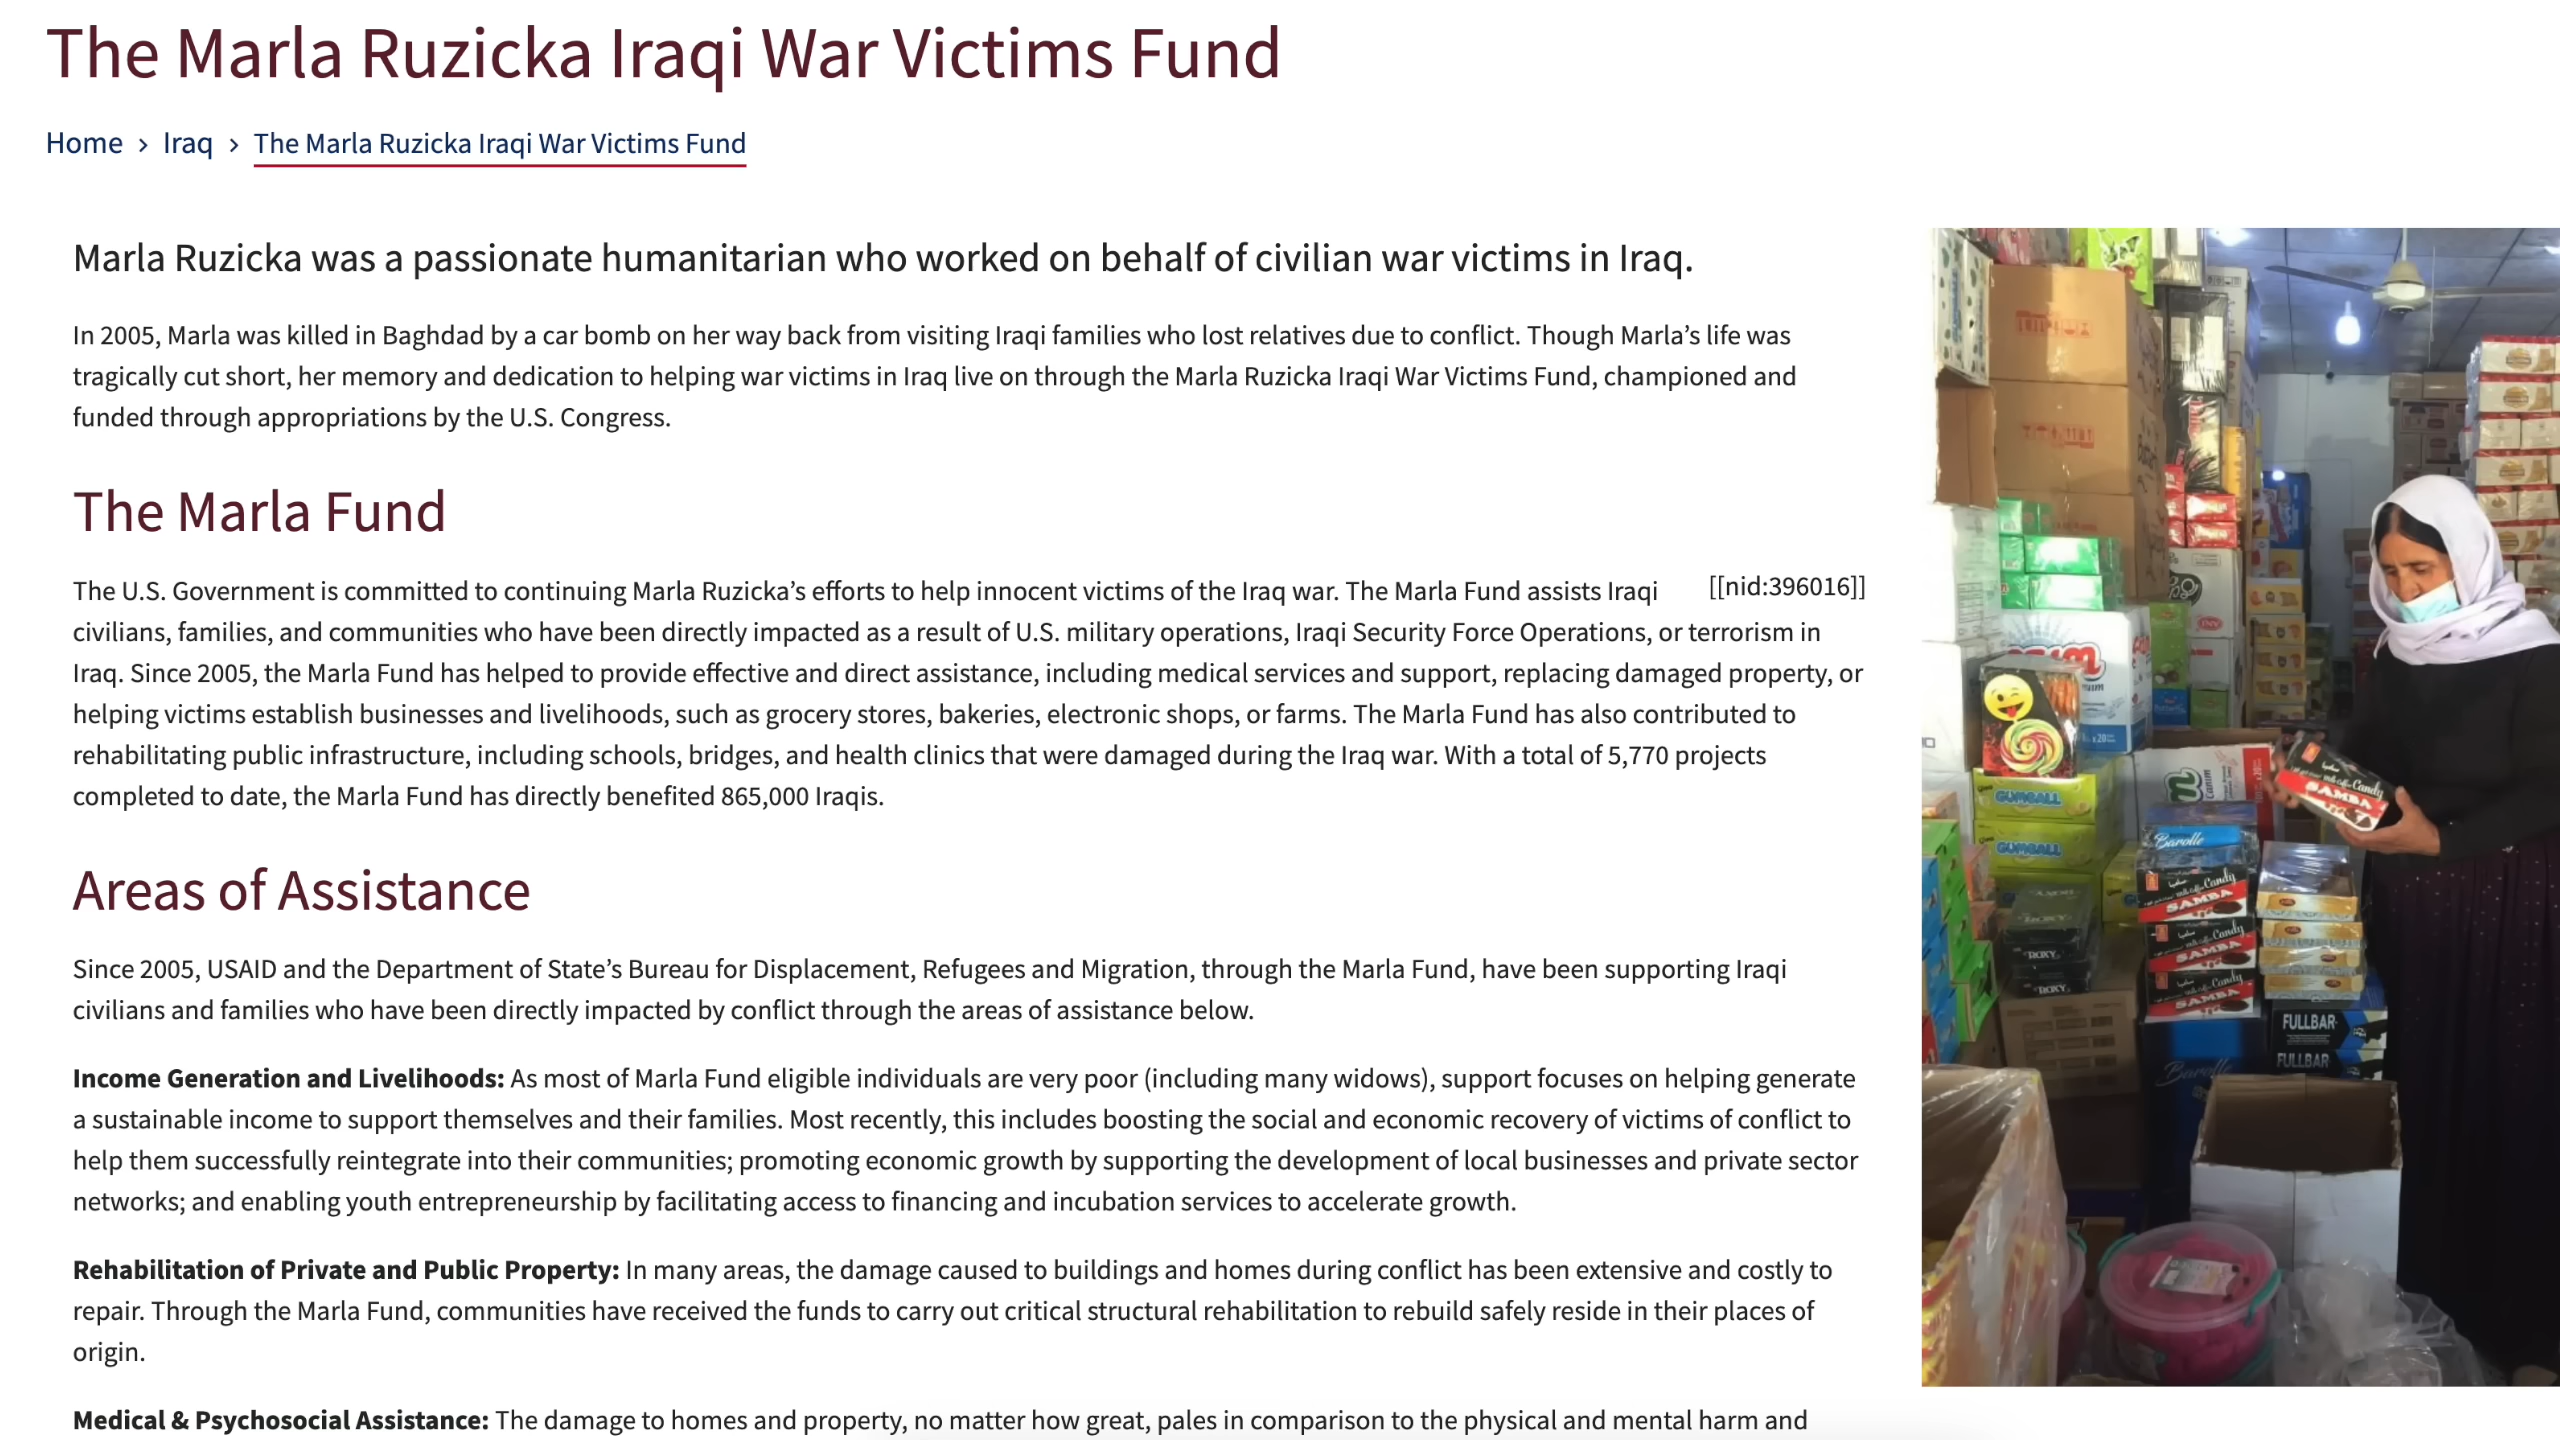 The Marla Ruzicka Iraqi War Victims Fund
Home › Iraq › The Marla Ruzicka Iraqi War Victims Fund
Marla Ruzicka was a passionate humanitarian who worked on behalf of civilian war victims in Iraq.
In 2005, Marla was killed in Baghdad by a car bomb on her way back from visiting Iraqi families who lost relatives due to conflict. Though Marla’s life was
tragically cut short, her memory and dedication to helping war victims in Iraq live on through the Marla Ruzicka Iraqi War Victims Fund, championed and
funded through appropriations by the U.S. Congress.
The Marla Fund
The U.S. Government is committed to continuing Marla Ruzicka’s efforts to help innocent victims of the Iraq war. The Marla Fund assists Iraqi
[[nid:396016]]
civilians, families, and communities who have been directly impacted as a result of U.S. military operations, Iraqi Security Force Operations, or terrorism in
Iraq. Since 2005, the Marla Fund has helped to provide effective and direct assistance, including medical services and support, replacing damaged property, or
helping victims establish businesses and livelihoods, such as grocery stores, bakeries, electronic shops, or farms. The Marla Fund has also contributed to
rehabilitating public infrastructure, including schools, bridges, and health clinics that were damaged during the Iraq war. With a total of 5,770 projects
completed to date, the Marla Fund has directly benefited 865,000 Iraqis.
Areas of Assistance
Since 2005, USAID and the Department of State’s Bureau for Displacement, Refugees and Migration, through the Marla Fund, have been supporting Iraqi
civilians and families who have been directly impacted by conflict through the areas of assistance below.
Income Generation and Livelihoods: As most of Marla Fund eligible individuals are very poor (including many widows), support focuses on helping generate
a sustainable income to support themselves and their families. Most recently, this includes boosting the social and economic recovery of victims of conflict to
help them successfully reintegrate into their communities; promoting economic growth by supporting the development of local businesses and private sector
networks; and enabling youth entrepreneurship by facilitating access to financing and incubation services to accelerate growth.
Rehabilitation of Private and Public Property: In many areas, the damage caused to buildings and homes during conflict has been extensive and costly to
repair. Through the Marla Fund, communities have received the funds to carry out critical structural rehabilitation to rebuild safely reside in their places of
origin.
Medical & Psychosocial Assistance: The damage to homes and property, no matter how great, pales in comparison to the physical and mental harm and
GUMBALL
GUMBALL
Candy
SAMBA
Barolle
Candy
SAMBA
Candy
SAMBA
Candy
SAMBA
ROXY
ROXY
ROXY
FULLBAR
FULLBAR
Barolle